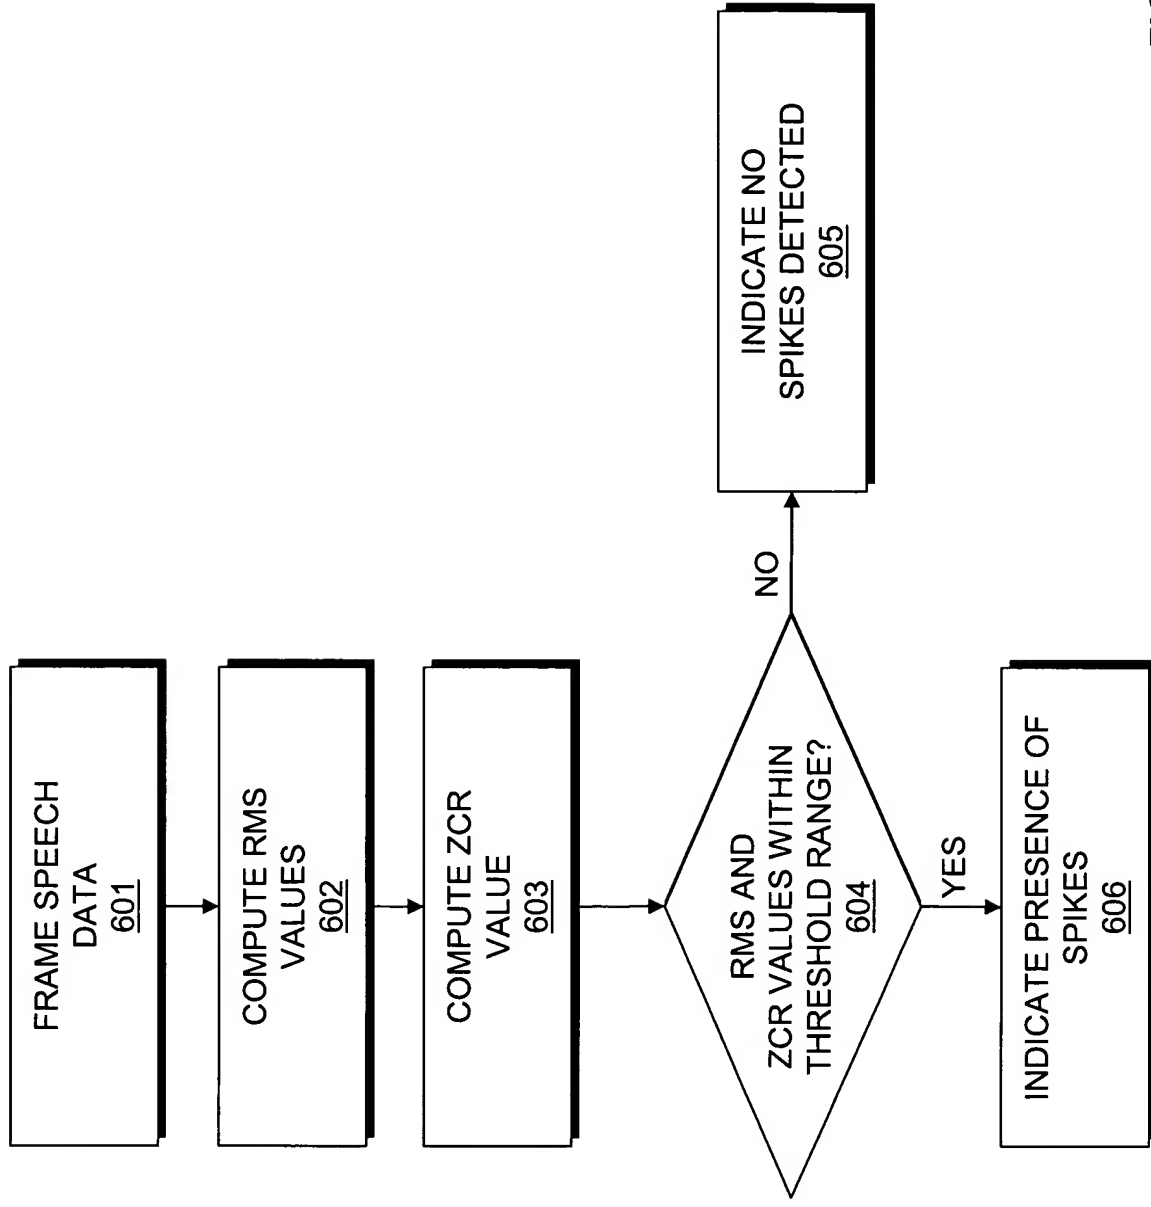 FRAME SPEECH
DATA
601
COMPUTE RMS
VALUES
602
COMPUTE ZCR
VALUE
603
RMS AND
ZCR VALUES WITHIN
THRESHOLD RANGE?
604
NO
INDICATE NO
SPIKES DETECTED
605
YES
INDICATE PRESENCE OF
SPIKES
606